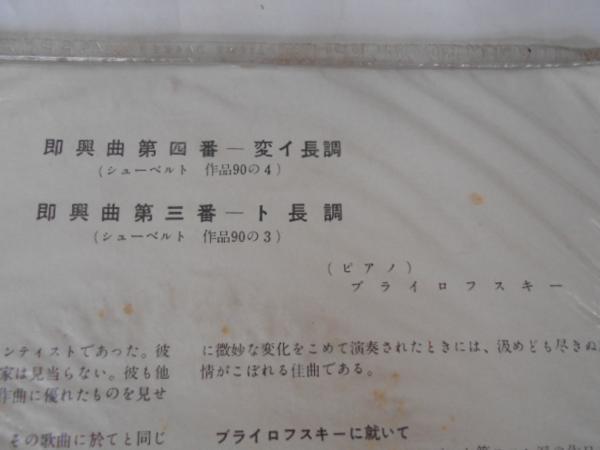 即興曲第四番 ― 変イ長調
(シューベルト 作品90の4)
即興曲第三番 ― ト長調
(シューベルト 作品90の3)
(ピアノ)
ブライロフスキー
ンティストであった。彼
家は見当らない。彼も他
作曲に優れたものを見せ
その歌曲に於てと同じ
に微妙な変化をこめて演奏されたときには、汲めども尽きぬ
情がこぼれる佳曲である。
ブライロフスキーに就いて